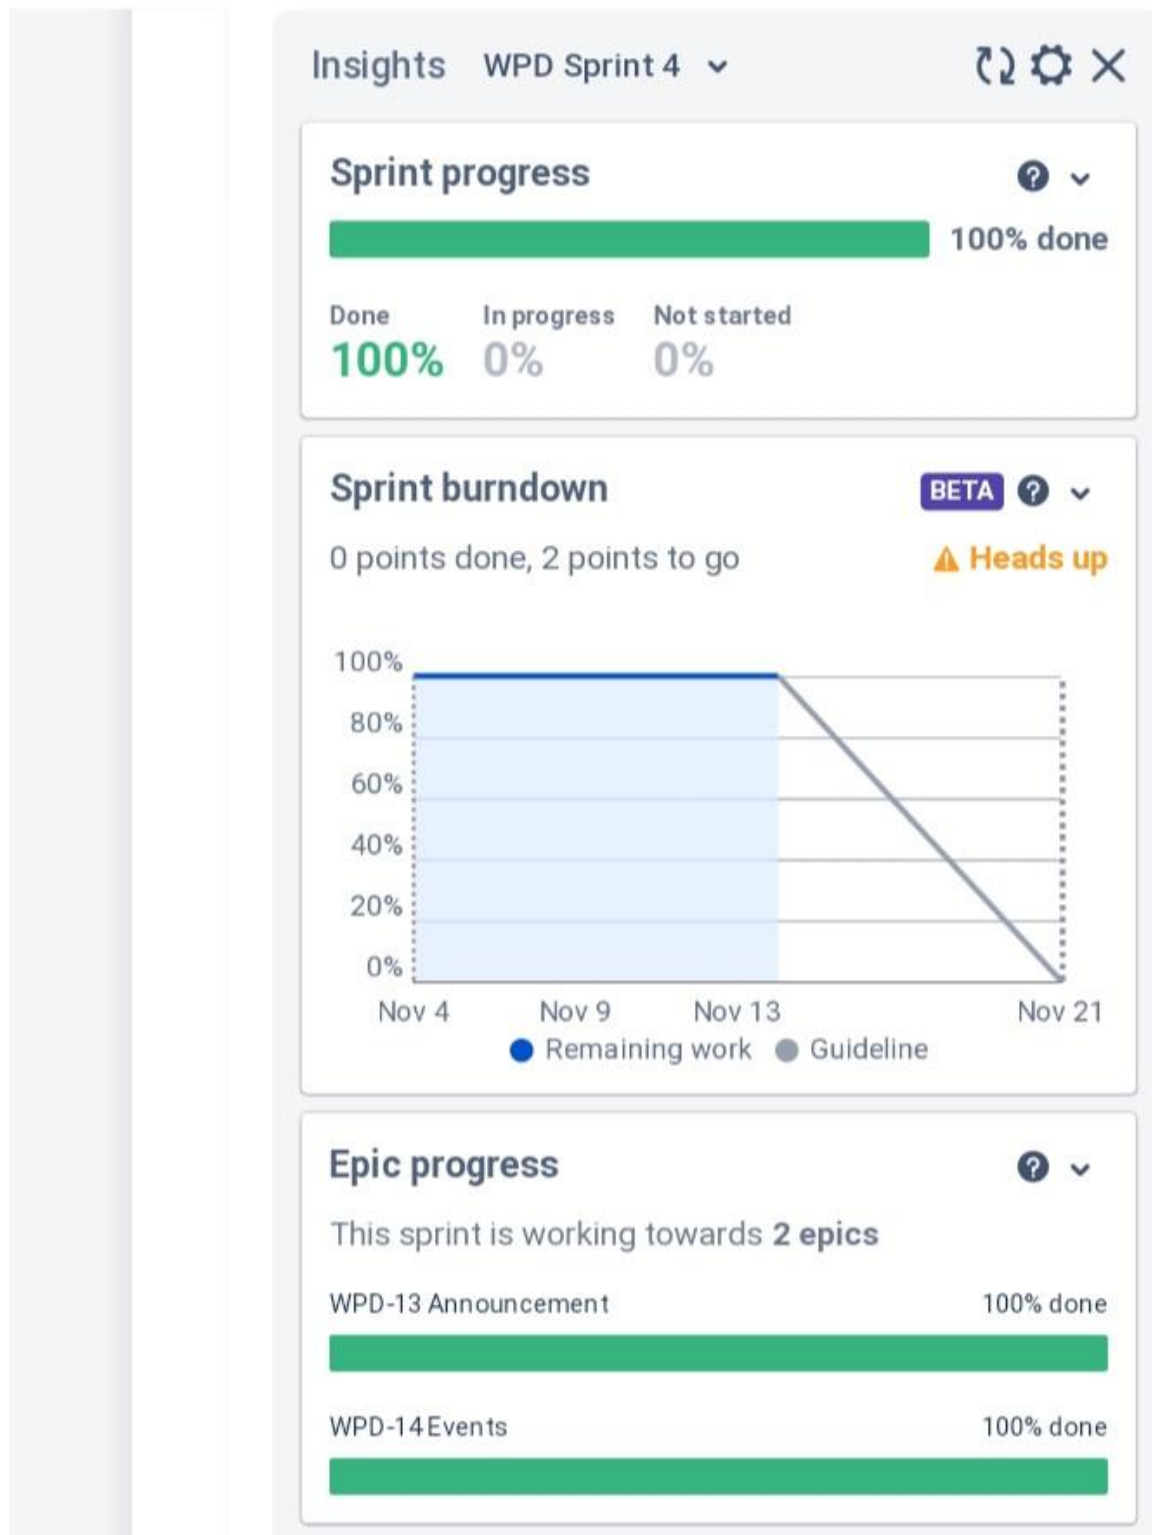 Insights WPD Sprint 4
Sprint progress
100% done
Done In progress Not started
100% 0% 0%
Sprint burndown BETA
0 points done, 2 points to go Heads up
100%
80%
60%
40%
20%
0%
Nov 4 Nov 9 Nov 13 Nov 21
Remaining work Guideline
Epic progress
This sprint is working towards 2 epics
WPD-13 Announcement 100% done
WPD-14 Events 100% done